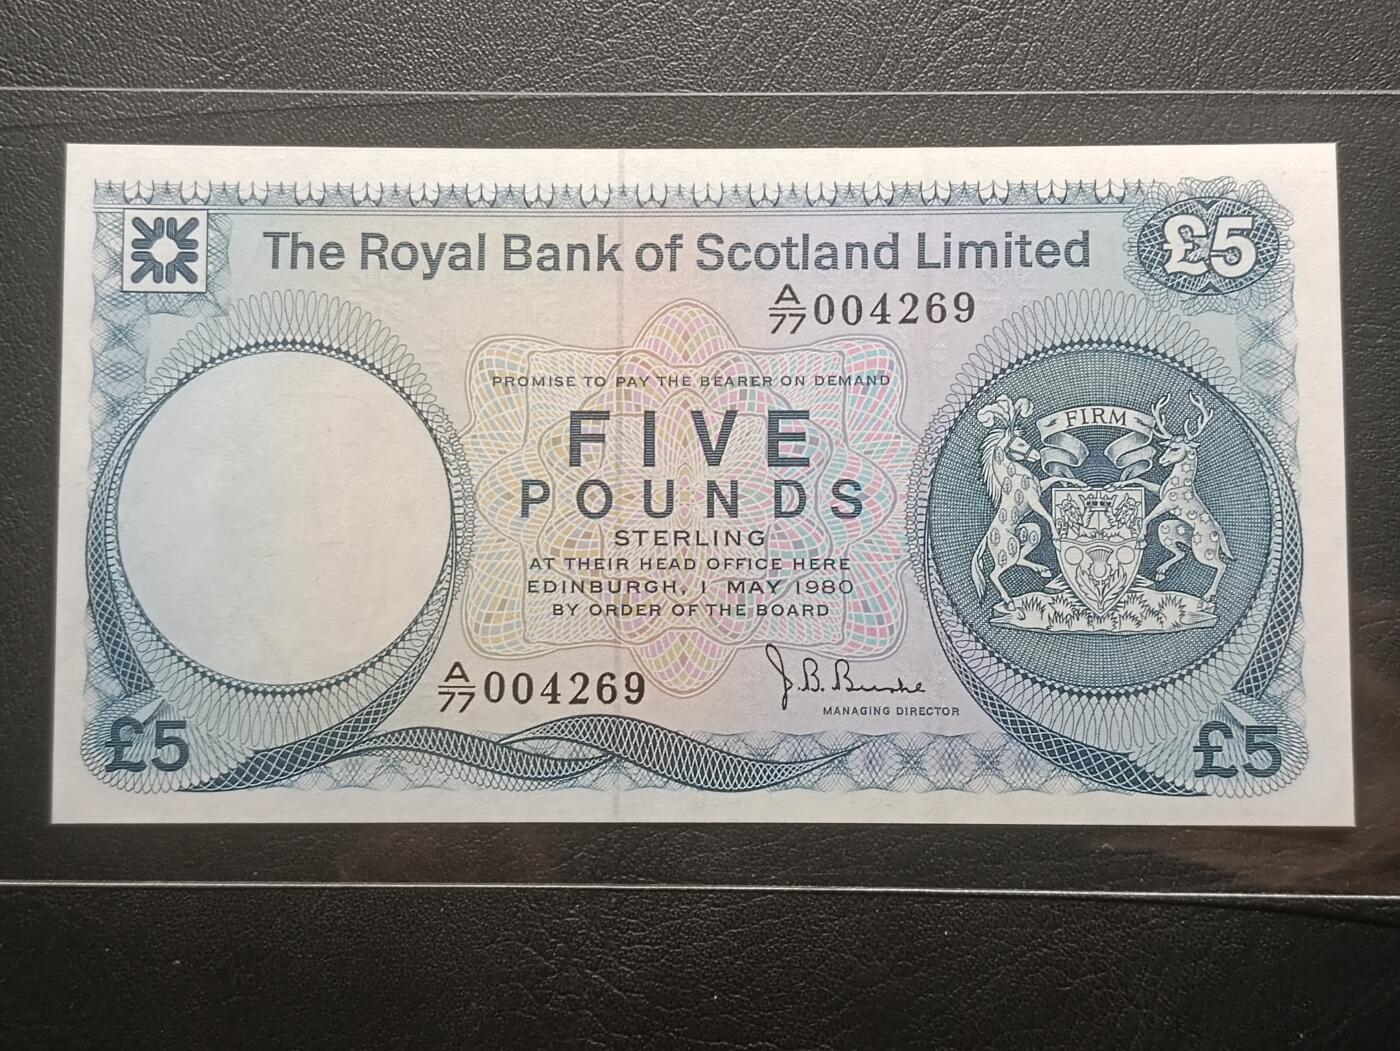 The Royal Bank of Scotland Limited
£5
A/77 004269
PROMISE TO PAY THE BEARER ON DEMAND
FIVE
POUNDS
STERLING
AT THEIR HEAD OFFICE HERE
EDINBURGH, 1 MAY 1980
BY ORDER OF THE BOARD
FIRM
A/77 004269
J. B. Burke
MANAGING DIRECTOR
£5
£5